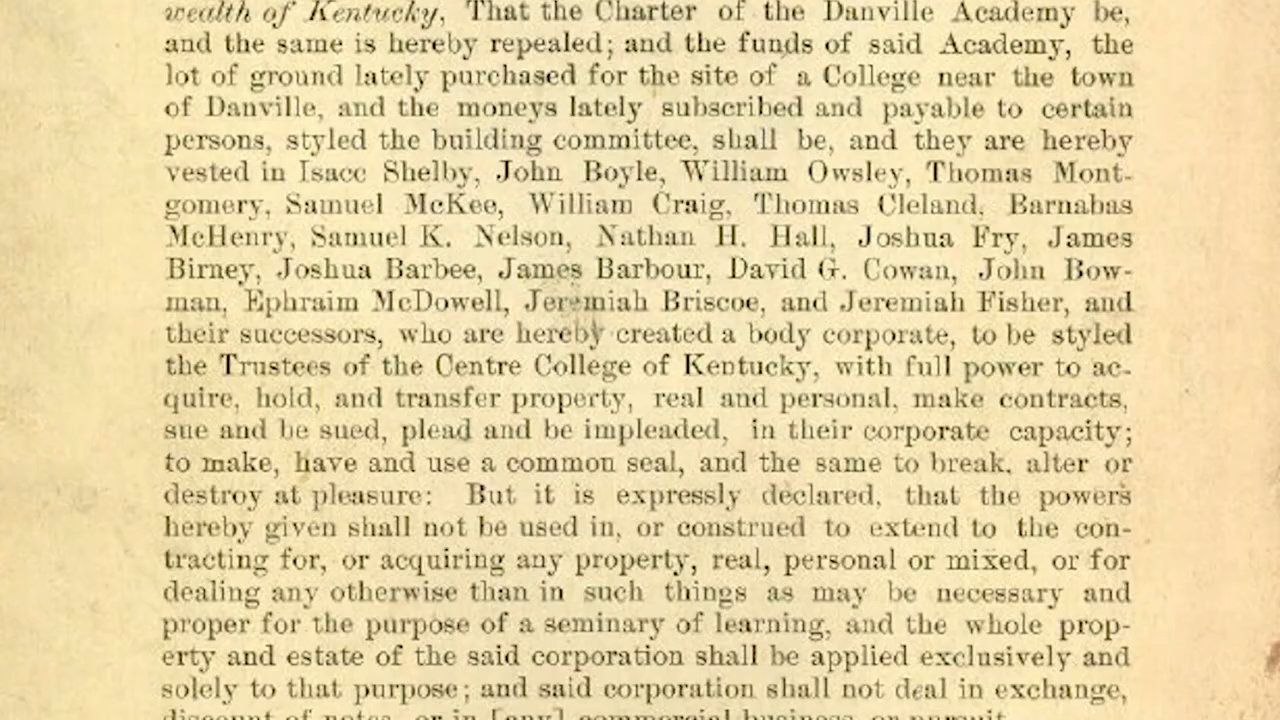 wealth of Kentucky, That the Charter of the Danville Academy be,
and the same is hereby repealed; and the funds of said Academy, the
lot of ground lately purchased for the site of a College near the town
of Danville, and the moneys lately subscribed and payable to certain
persons, styled the building committee, shall be, and they are hereby
vested in Isacc Shelby, John Boyle, William Owsley, Thomas Mont-
gomery, Samuel McKee, William Craig, Thomas Cleland, Barnabas
McHenry, Samuel K. Nelson, Nathan H. Hall, Joshua Fry, James
Birney, Joshua Barbee, James Barbour, David G. Cowan, John Bow-
man, Ephraim McDowell, Jeremiah Briscoe, and Jeremiah Fisher, and
their successors, who are hereby created a body corporate, to be styled
the Trustees of the Centre College of Kentucky, with full power to ac-
quire, hold, and transfer property, real and personal, make contracts,
sue and be sued, plead and be impleaded, in their corporate capacity;
to make, have and use a common seal, and the same to break, alter or
destroy at pleasure: But it is expressly declared, that the powers
hereby given shall not be used in, or construed to extend to the con-
tracting for, or acquiring any property, real, personal or mixed, or for
dealing any otherwise than in such things as may be necessary and
proper for the purpose of a seminary of learning, and the whole prop-
erty and estate of the said corporation shall be applied exclusively and
solely to that purpose; and said corporation shall not deal in exchange,
discount of notes, or in [any] commercial business or pursuit